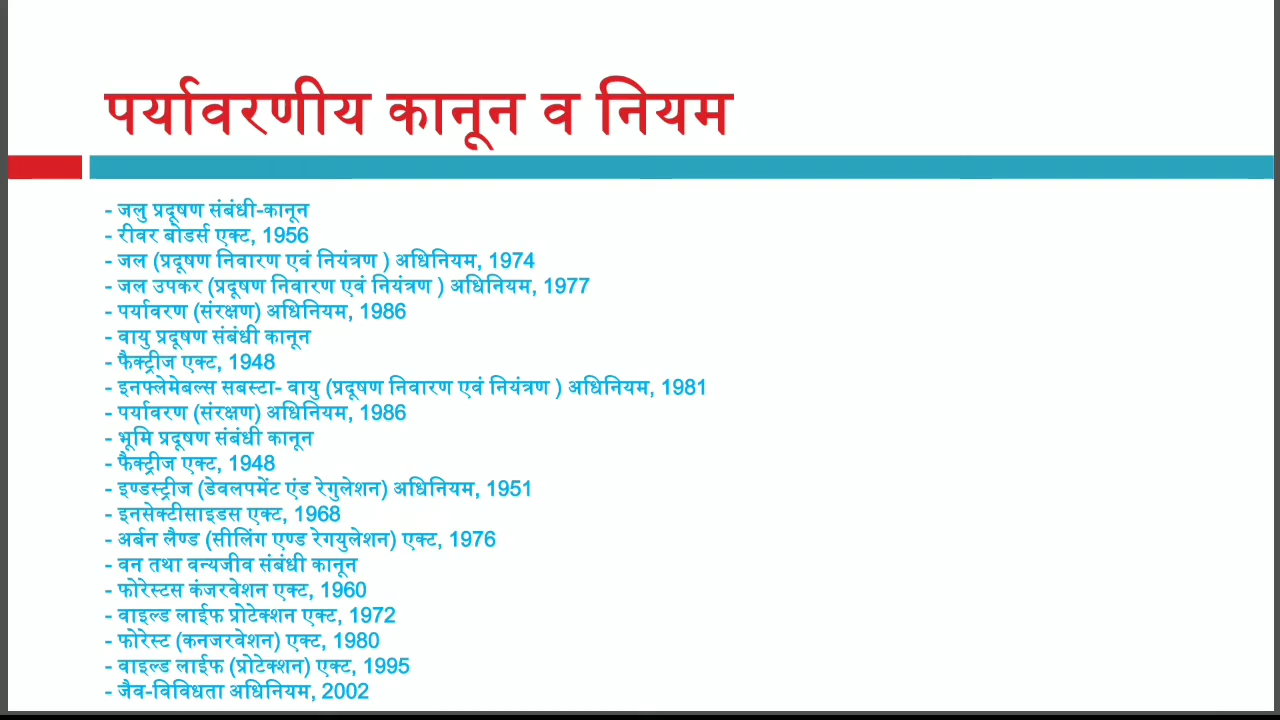 पर्यावरणीय कानून व नियम
- जलु प्रदूषण संबंधी-कानून
- रीवर बोडर्स एक्ट, 1956
- जल (प्रदूषण निवारण एवं नियंत्रण ) अधिनियम, 1974
- जल उपकर (प्रदूषण निवारण एवं नियंत्रण ) अधिनियम, 1977
- पर्यावरण (संरक्षण) अधिनियम, 1986
- वायु प्रदूषण संबंधी कानून
- फैक्ट्रीज एक्ट, 1948
- इनफ्लेमेबल्स सबस्टा- वायु (प्रदूषण निवारण एवं नियंत्रण ) अधिनियम, 1981
- पर्यावरण (संरक्षण) अधिनियम, 1986
- भूमि प्रदूषण संबंधी कानून
- फैक्ट्रीज एक्ट, 1948
- इण्डस्ट्रीज (डेवलपमेंट एंड रेगुलेशन) अधिनियम, 1951
- इनसेक्टीसाइडस एक्ट, 1968
- अर्बन लैण्ड (सीलिंग एण्ड रेगयुलेशन) एक्ट, 1976
- वन तथा वन्यजीव संबंधी कानून
- फोरेस्टस कंजरवेशन एक्ट, 1960
- वाइल्ड लाईफ प्रोटेक्शन एक्ट, 1972
- फोरेस्ट (कनजरवेशन) एक्ट, 1980
- वाइल्ड लाईफ (प्रोटेक्शन) एक्ट, 1995
- जैव-विविधता अधिनियम, 2002